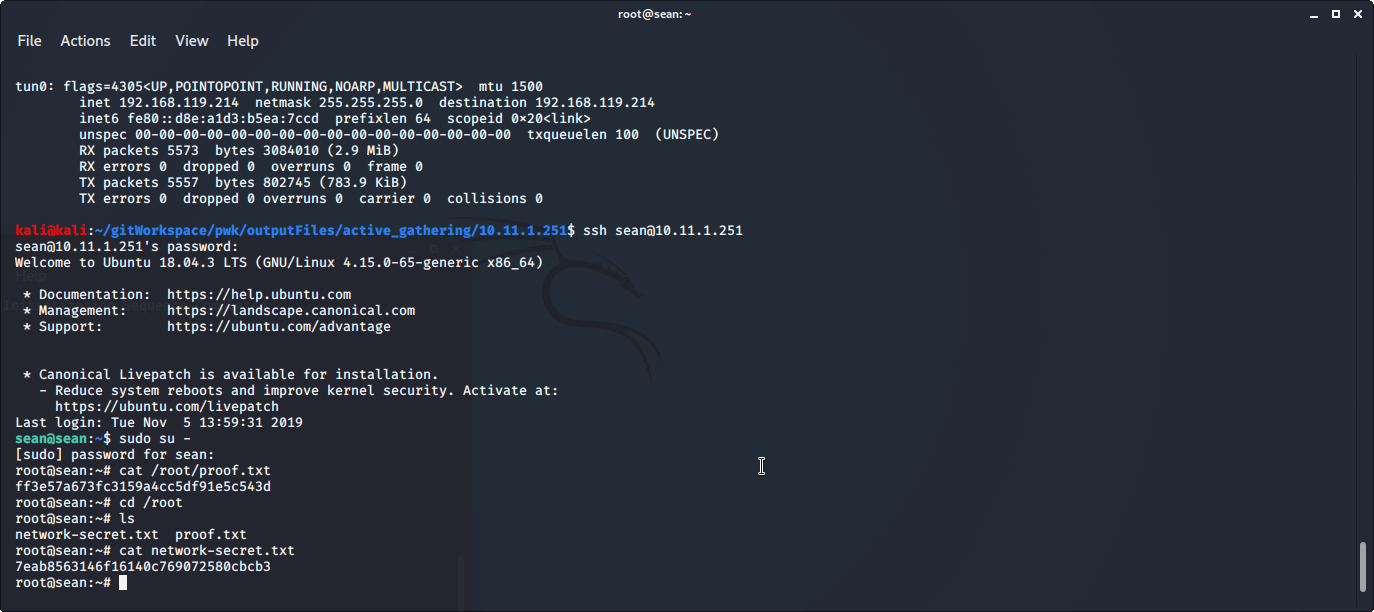 root@sean: ~
File Actions Edit View Help
tun0: flags=4305<UP,POINTOPOINT,RUNNING,NOARP,MULTICAST>  mtu 1500
        inet 192.168.119.214  netmask 255.255.255.0  destination 192.168.119.214
        inet6 fe80::d8e:a1d3:b5ea:7ccd  prefixlen 64  scopeid 0×20<link>
        unspec 00-00-00-00-00-00-00-00-00-00-00-00-00-00-00-00  txqueuelen 100  (UNSPEC)
        RX packets 5573  bytes 3084010 (2.9 MiB)
        RX errors 0  dropped 0  overruns 0  frame 0
        TX packets 5557  bytes 802745 (783.9 KiB)
        TX errors 0  dropped 0 overruns 0  carrier 0  collisions 0
kali@kali:~/gitWorkspace/pwk/outputFiles/active_gathering/10.11.1.251$ ssh sean@10.11.1.251
sean@10.11.1.251's password:
Welcome to Ubuntu 18.04.3 LTS (GNU/Linux 4.15.0-65-generic x86_64)
Help
 * Documentation:  https://help.ubuntu.com
 * Management:     https://landscape.canonical.com
 * Support:        https://ubuntu.com/advantage
 * Canonical Livepatch is available for installation.
   - Reduce system reboots and improve kernel security. Activate at:
     https://ubuntu.com/livepatch
Last login: Tue Nov  5 13:59:31 2019
sean@sean:~$ sudo su -
[sudo] password for sean:
root@sean:~# cat /root/proof.txt
ff3e57a673fc3159a4cc5df91e5c543d
root@sean:~# cd /root
root@sean:~# ls
network-secret.txt  proof.txt
root@sean:~# cat network-secret.txt
7eab8563146f16140c769072580cbcb3
root@sean:~#